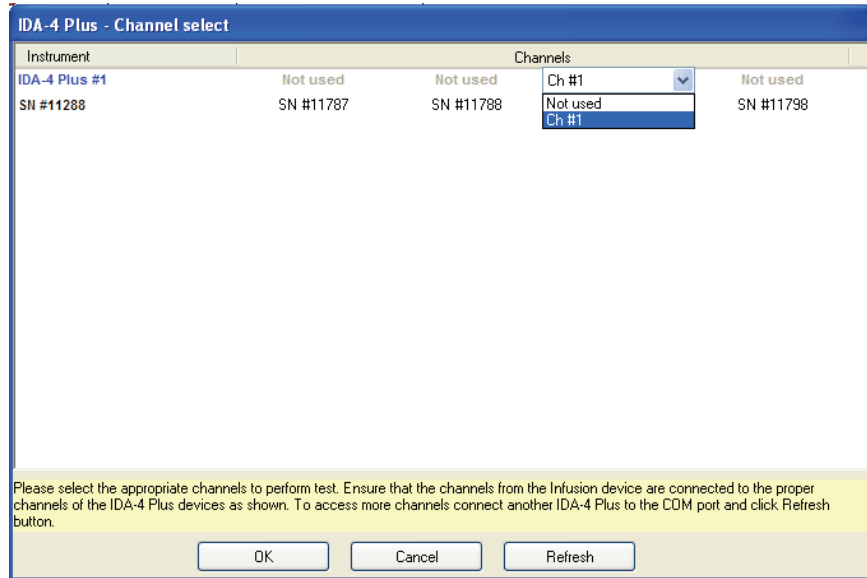 IDA-4 Plus - Channel select
Instrument Channels
IDA-4 Plus #1 Not used Not used Ch #1 Not used
SN #11288 SN #11787 SN #11788 Not used SN #11798
Ch #1
Please select the appropriate channels to perform test. Ensure that the channels from the Infusion device are connected to the proper
channels of the IDA-4 Plus devices as shown. To access more channels connect another IDA-4 Plus to the COM port and click Refresh
button.
OK Cancel Refresh